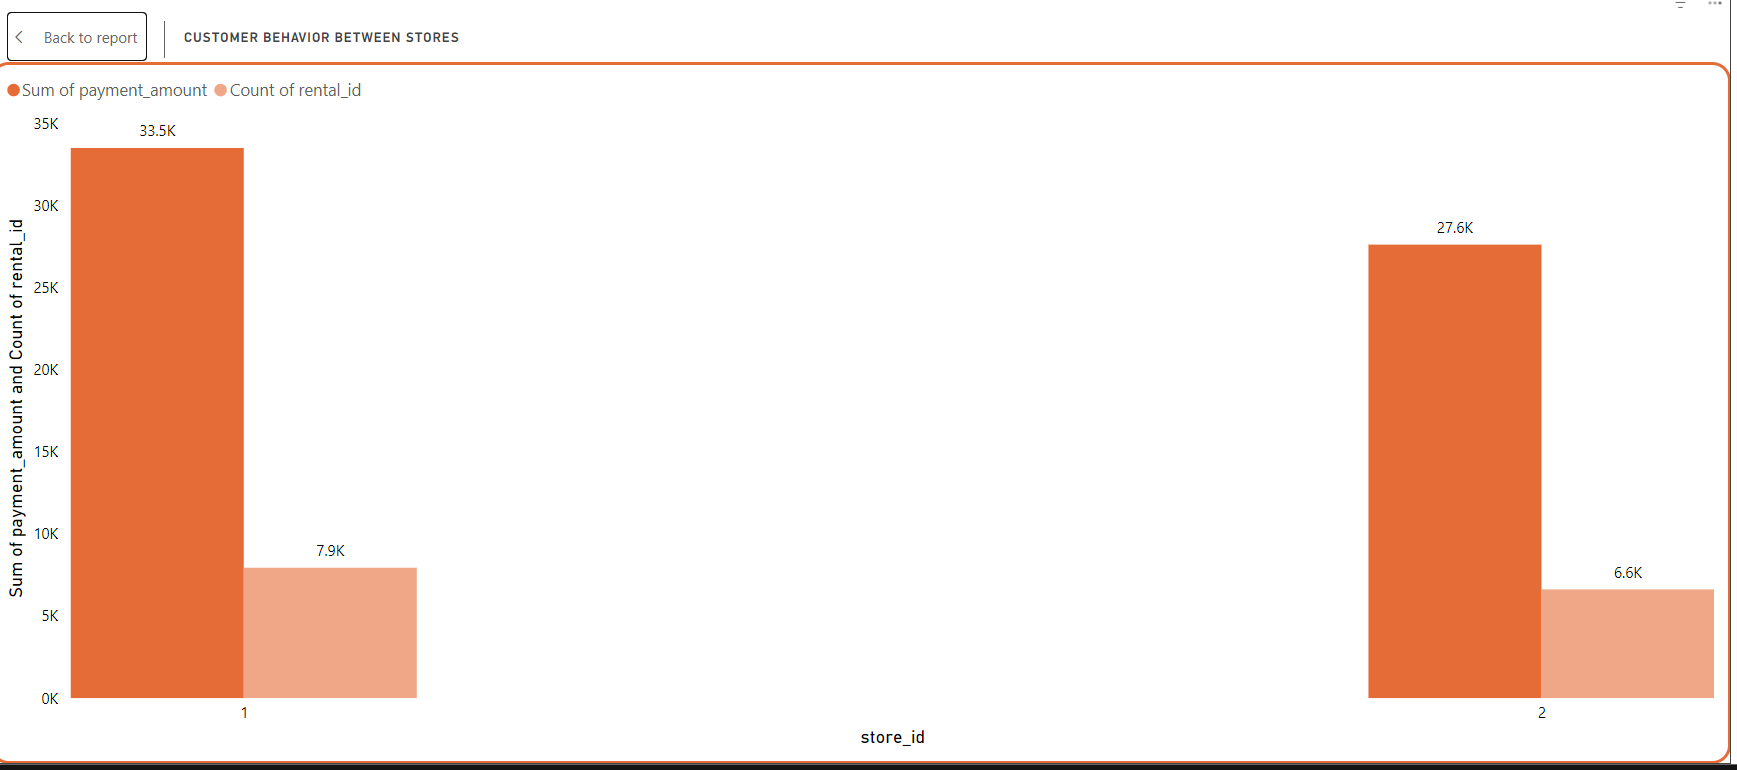 Back to report
CUSTOMER BEHAVIOR BETWEEN STORES
Sum of payment_amount Count of rental_id
Sum of payment_amount and Count of rental_id
35K
30K
25K
20K
15K
10K
5K
0K
33.5K
7.9K
27.6K
6.6K
1
2
store_id